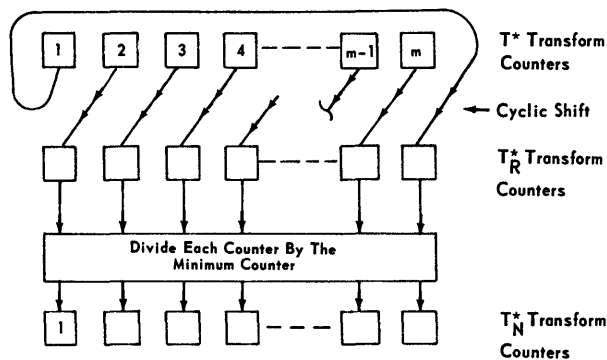 1 2 3 4 m-1 m
T* Transform
Counters
Cyclic Shift
T*R Transform
Counters
Divide Each Counter By The
Minimum Counter
1
T*N Transform
Counters